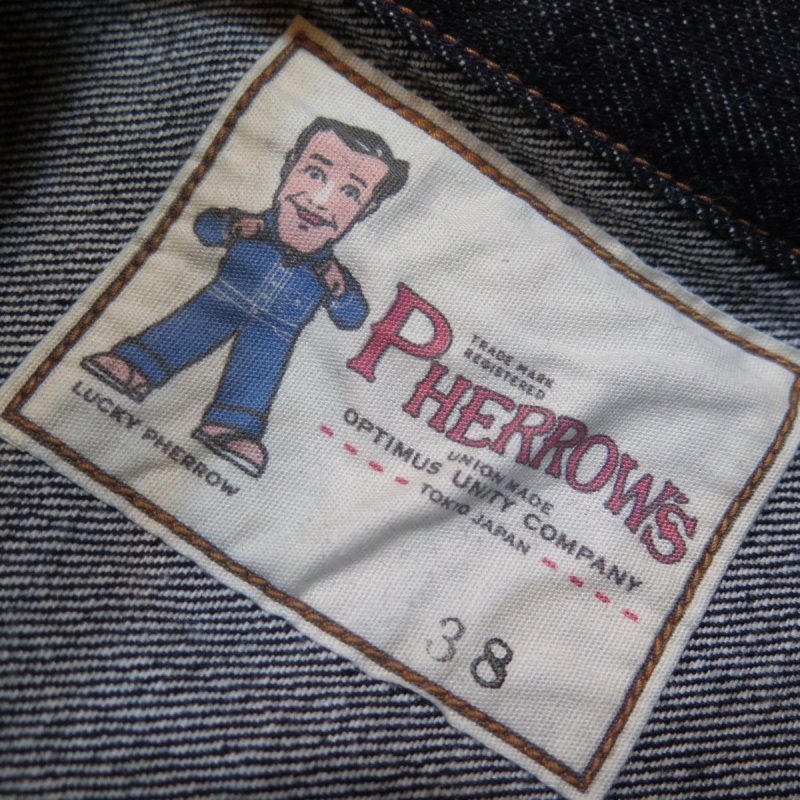 LUCKY PHERROW
TRADE MARK
REGISTERED
PHERROW'S
UNION MADE
OPTIMUS UNITY COMPANY
TOKYO JAPAN
38